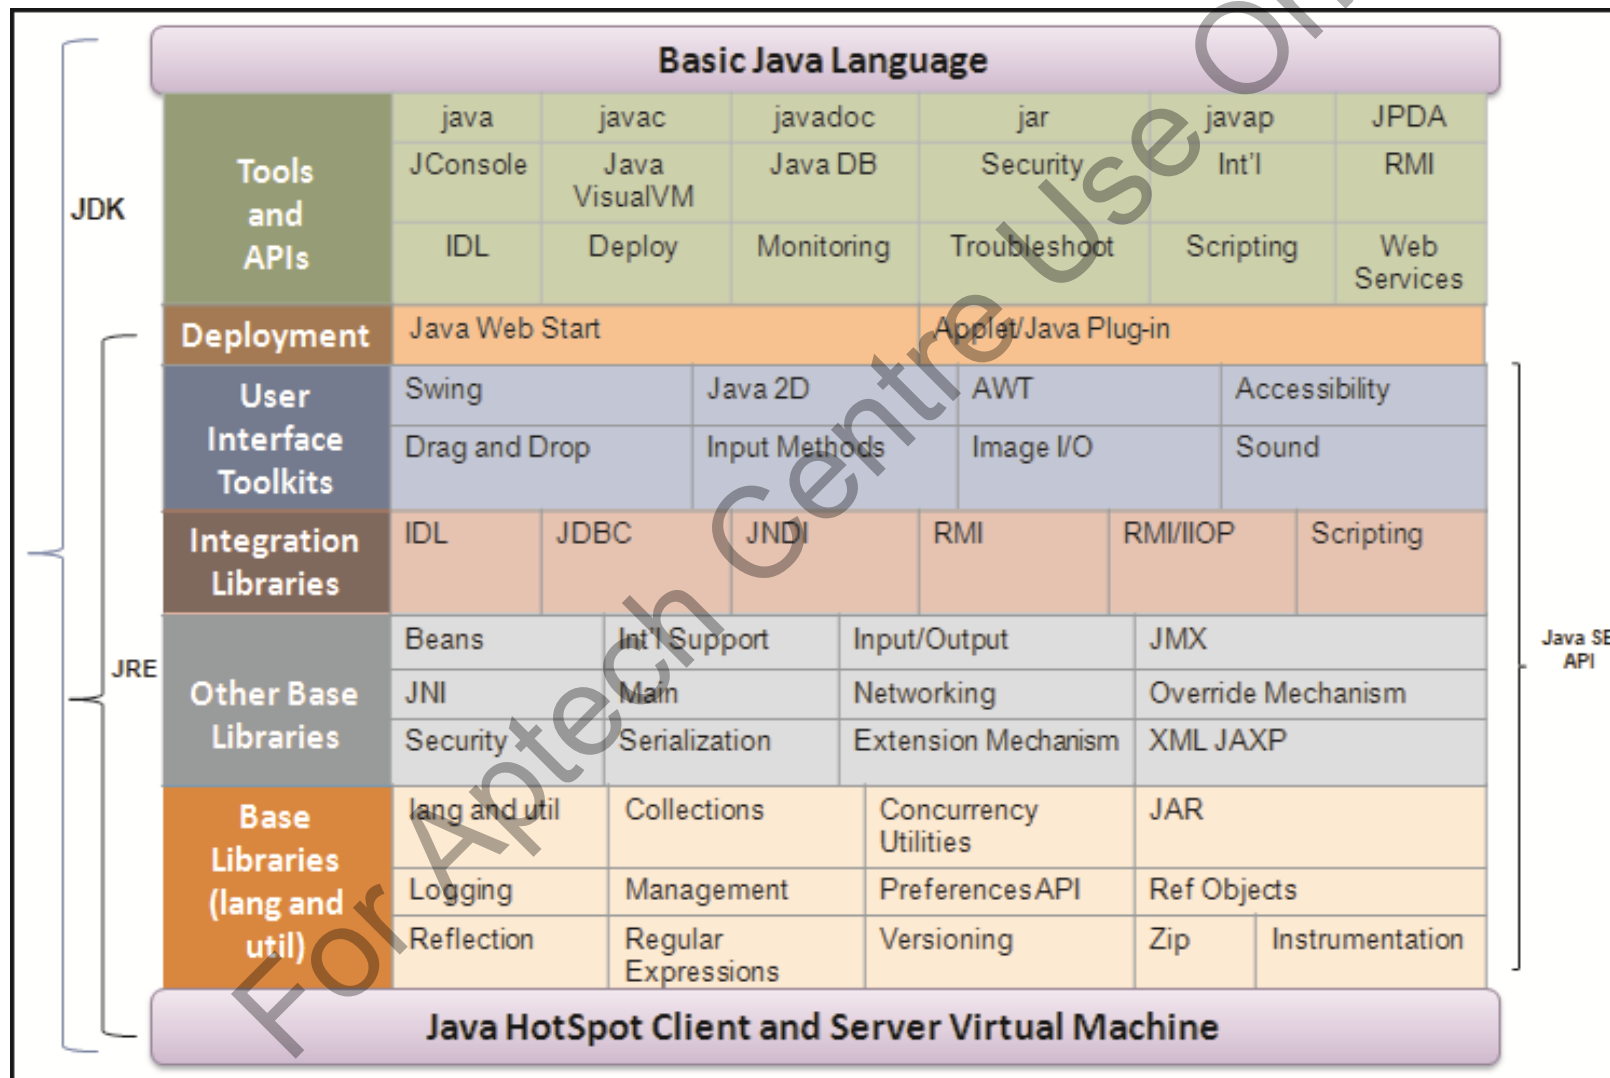 Basic Java Language
JDK
Tools
and
APIs
java javac javadoc jar javap JPDA
JConsole Java VisualVM Java DB Security Int'l RMI
IDL Deploy Monitoring Troubleshoot Scripting Web Services
Deployment
Java Web Start Applet/Java Plug-in
User
Interface
Toolkits
Swing Java 2D AWT Accessibility
Drag and Drop Input Methods Image I/O Sound
Integration
Libraries
IDL JDBC JNDI RMI RMI/IIOP Scripting
JRE
Other Base
Libraries
Beans Int'l Support Input/Output JMX
JNI Main Networking Override Mechanism
Security Serialization Extension Mechanism XML JAXP
Java SE
API
Base
Libraries
(lang and
util)
lang and util Collections Concurrency Utilities JAR
Logging Management Preferences API Ref Objects
Reflection Regular Expressions Versioning Zip Instrumentation
Java HotSpot Client and Server Virtual Machine
For Aptech Centre Use